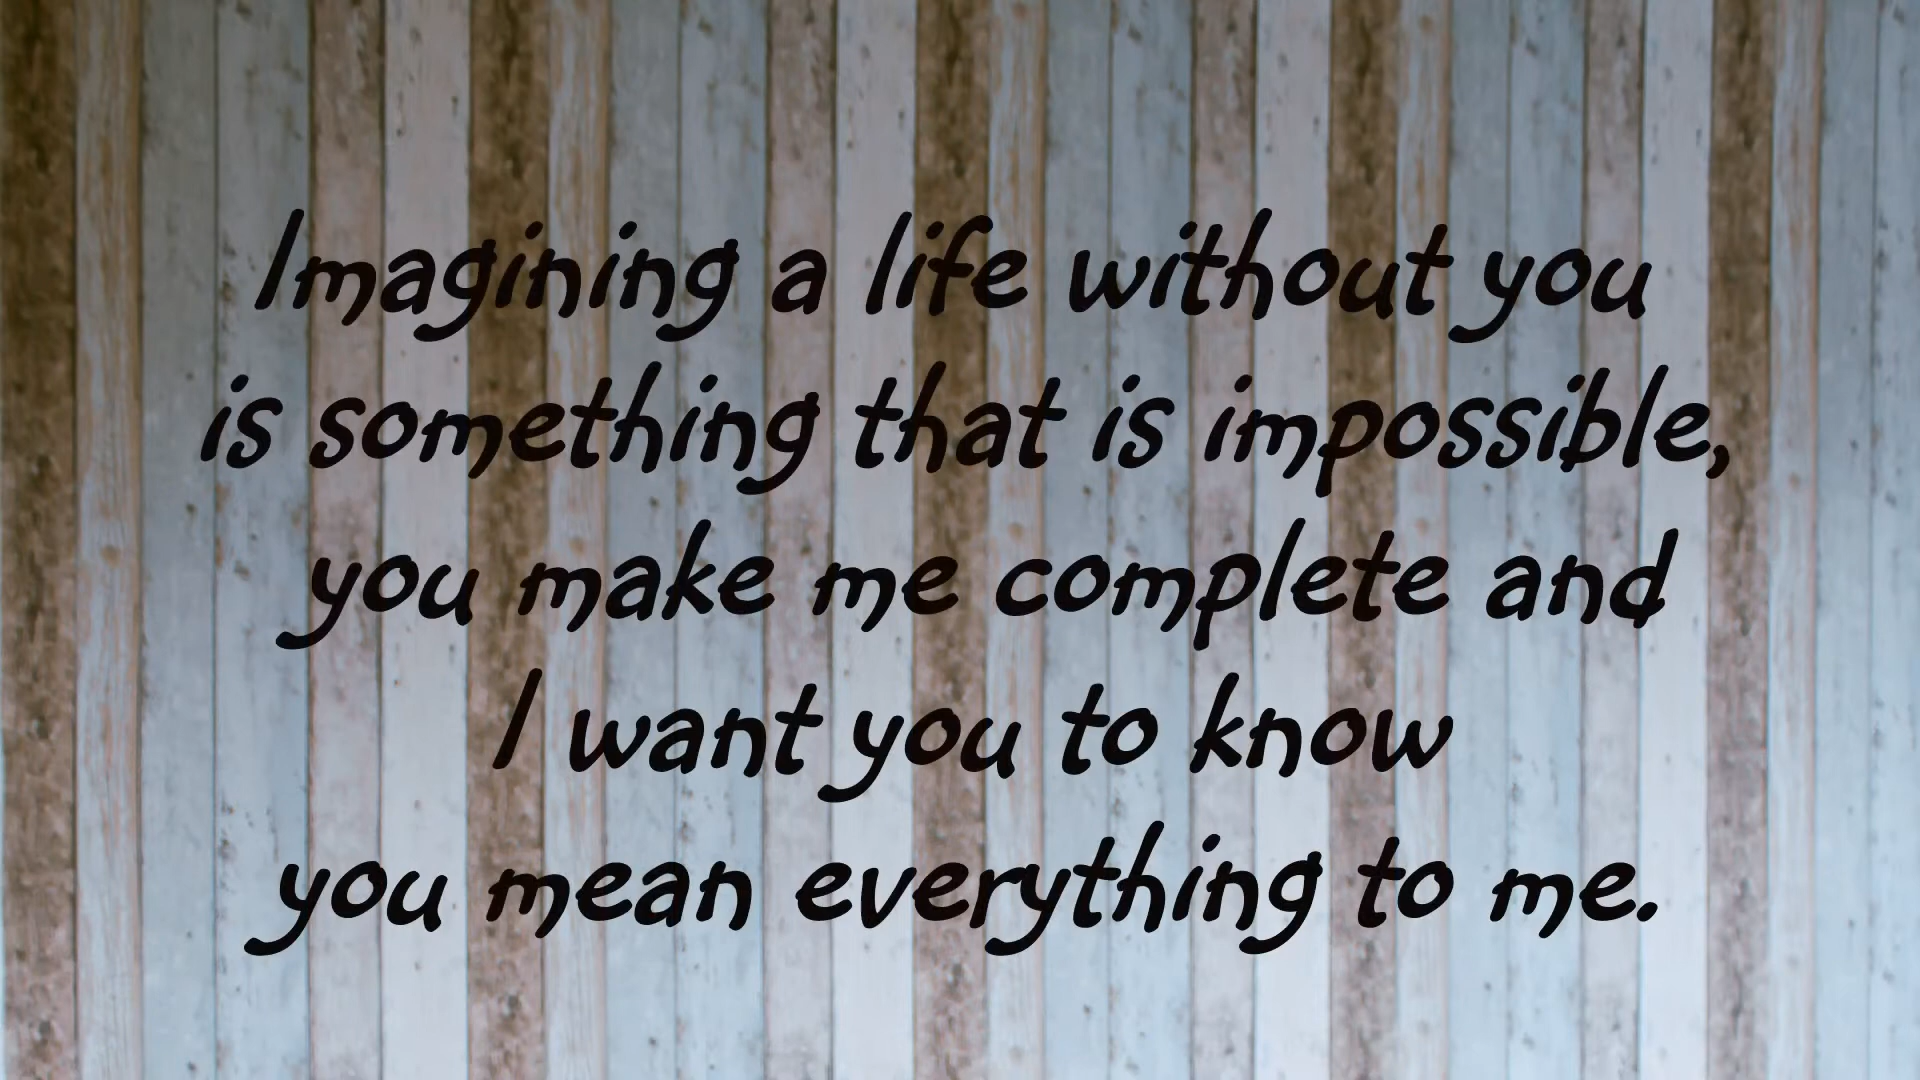 Imagining a life without you
is something that is impossible,
you make me complete and
I want you to know
you mean everything to me.